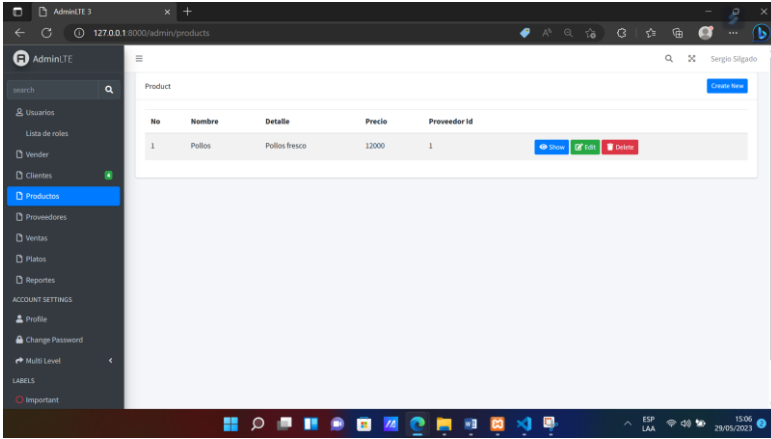 AdminLTE 3
127.0.0.1:8000/admin/products
AdminLTE
Sergio Silgado
search
Product
Create New
Usuarios
No Nombre Detalle Precio Proveedor Id
Lista de roles
1 Pollos Pollos fresco 12000 1 Show Edit Delete
Vender
Clientes
Productos
Proveedores
Ventas
Platos
Reportes
ACCOUNT SETTINGS
Profile
Change Password
Multi Level
LABELS
Important
ESP
LAA
15:06
29/05/2023